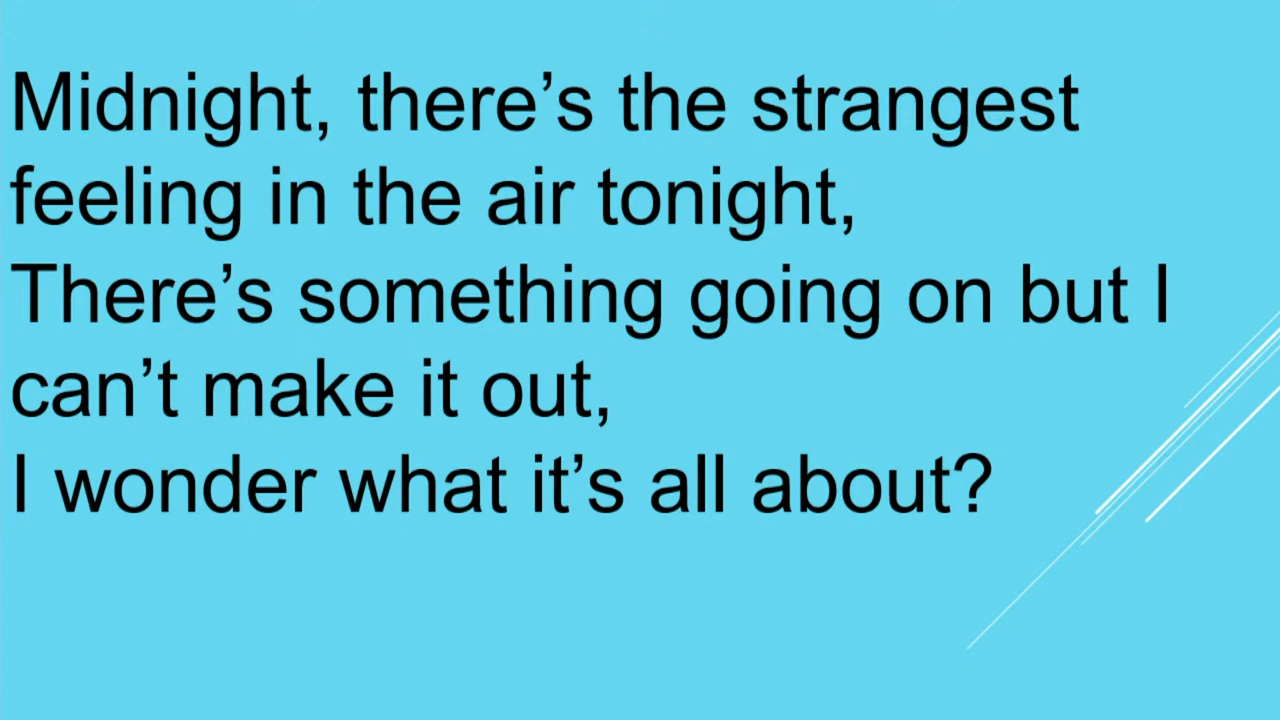 Midnight, there’s the strangest
feeling in the air tonight,
There’s something going on but I
can’t make it out,
I wonder what it’s all about?